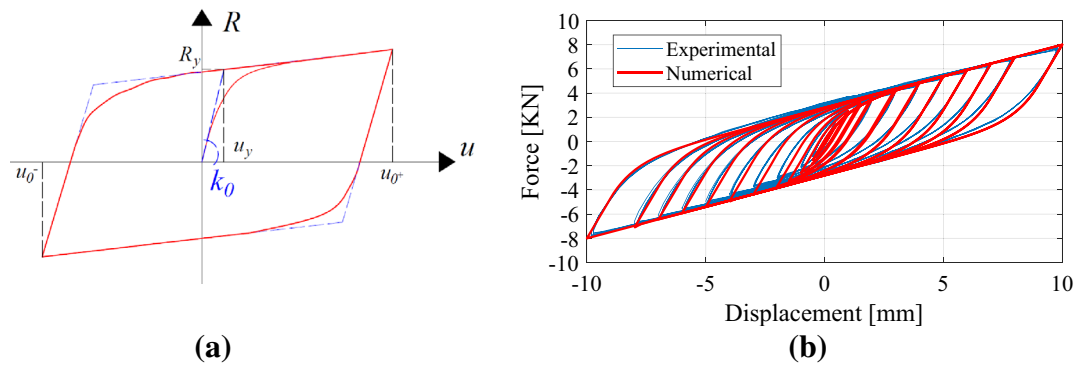 R
R_y
u_y
u
u_0^-
u_0^+
k_0
(a)
Experimental
Numerical
Force [KN]
10
8
6
4
2
0
-2
-4
-6
-8
-10
-10 -5 0 5 10
Displacement [mm]
(b)